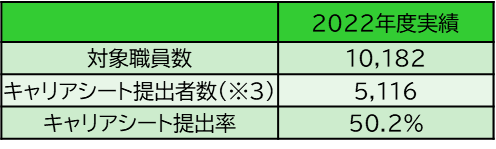 2022年度実績
対象職員数 10,182
キャリアシート提出者数(※3) 5,116
キャリアシート提出率 50.2%